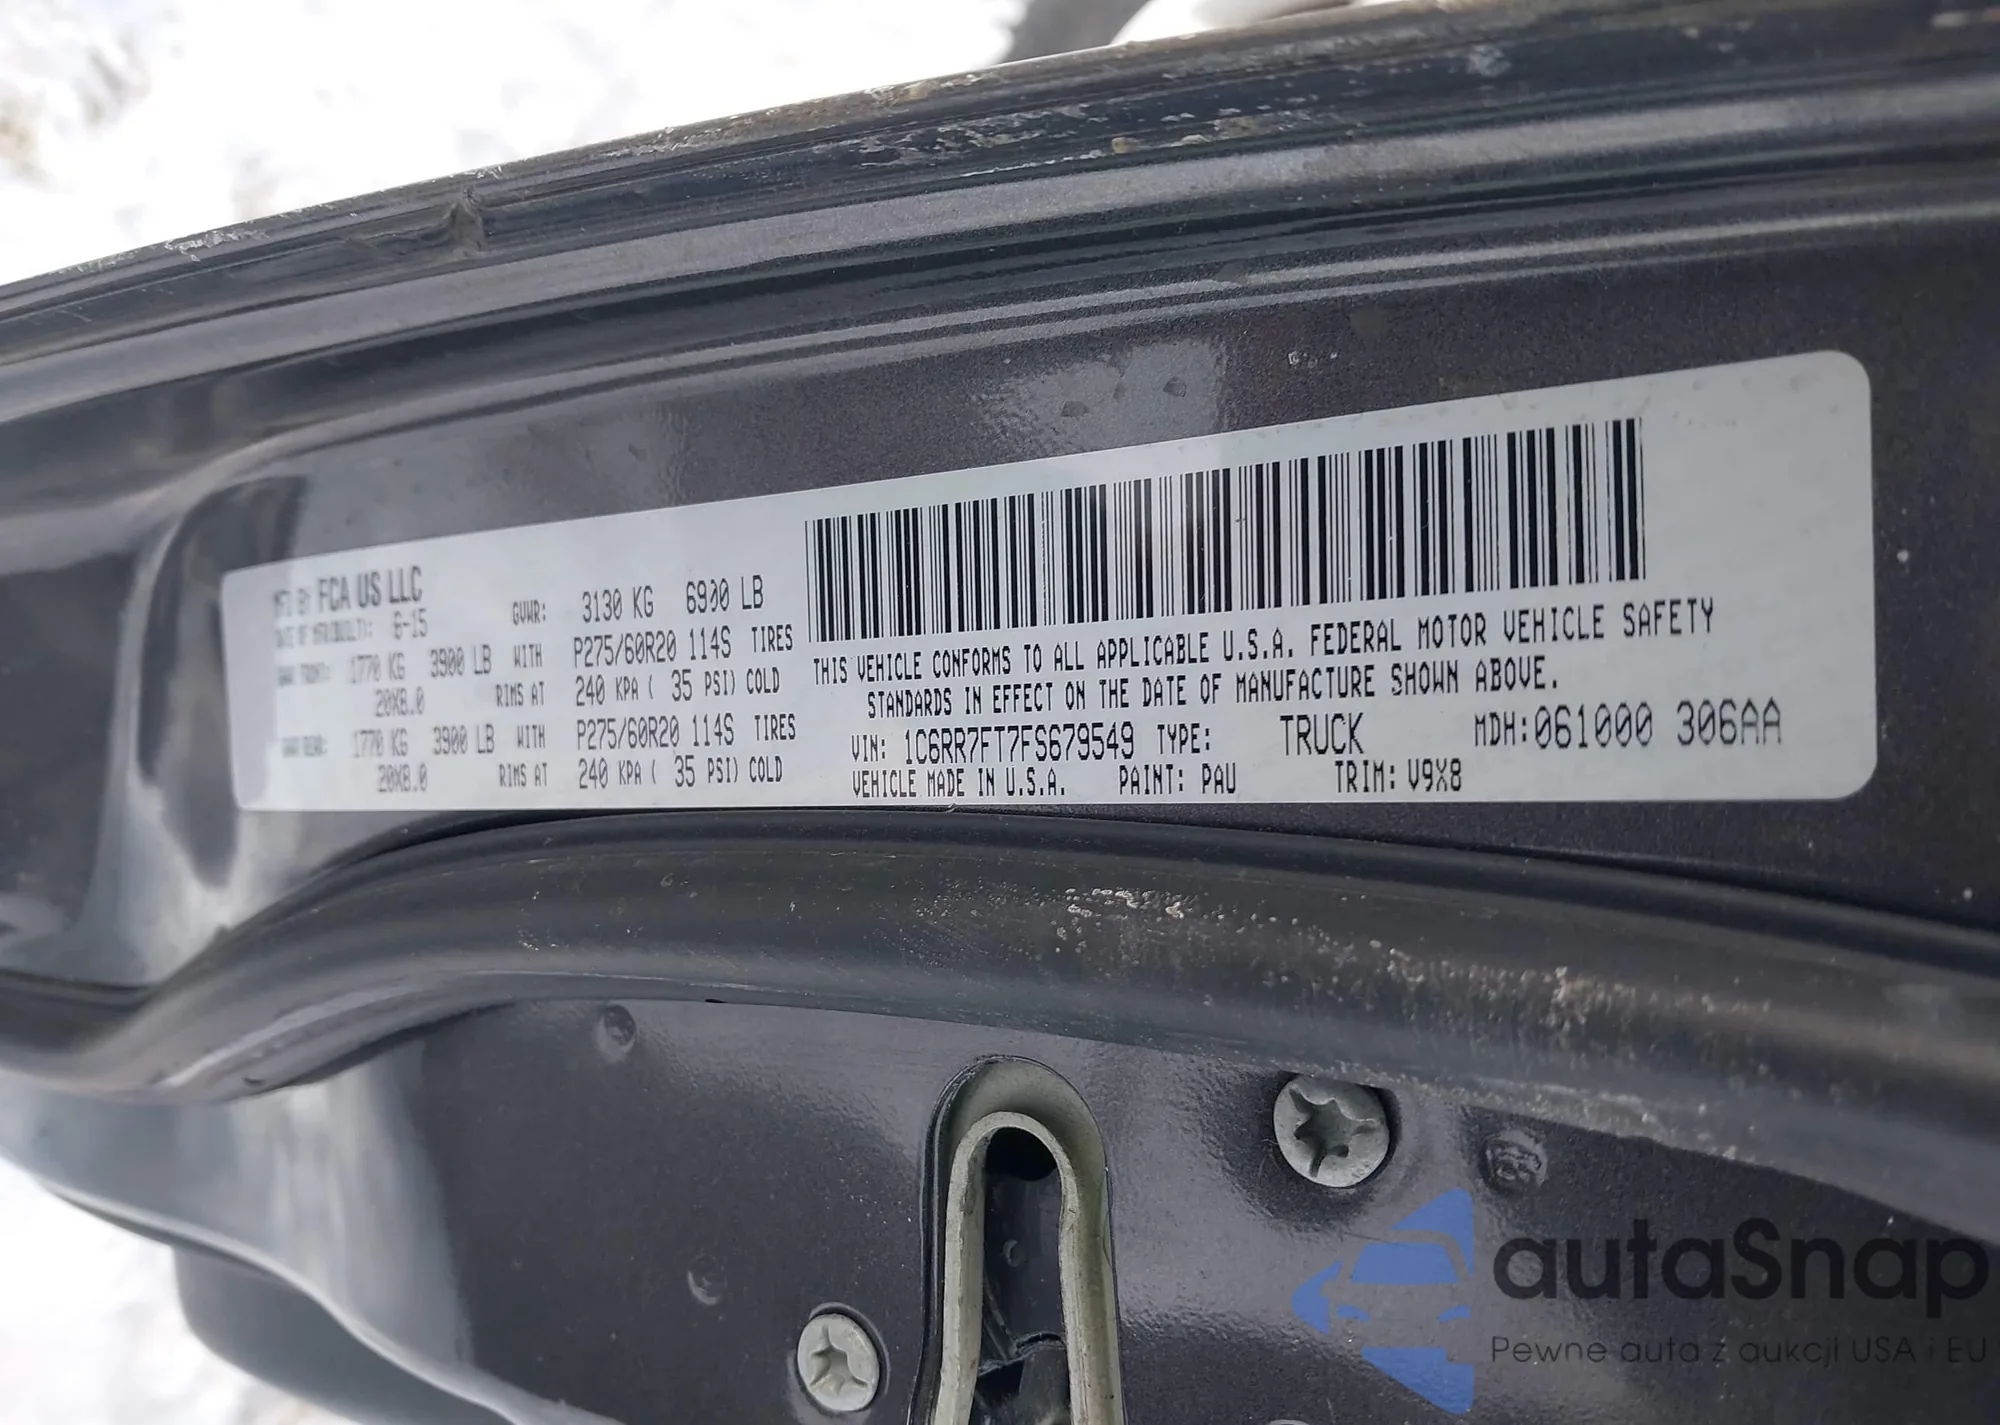 MFD BY FCA US LLC
DATE OF MFR(BUILT): 6-15 GVWR: 3130 KG 6900 LB
GAWR FRONT: 1770 KG 3900 LB WITH P275/60R20 114S TIRES
20X8.0 RIMS AT 240 KPA ( 35 PSI) COLD
GAWR REAR: 1770 KG 3900 LB WITH P275/60R20 114S TIRES
20X8.0 RIMS AT 240 KPA ( 35 PSI) COLD
THIS VEHICLE CONFORMS TO ALL APPLICABLE U.S.A. FEDERAL MOTOR VEHICLE SAFETY
STANDARDS IN EFFECT ON THE DATE OF MANUFACTURE SHOWN ABOVE.
VIN: 1C6RR7FT7FS679549 TYPE: TRUCK MDH:061000 306AA
VEHICLE MADE IN U.S.A. PAINT: PAU TRIM: V9X8
autaSnap
Pewne auta z aukcji USA i EU